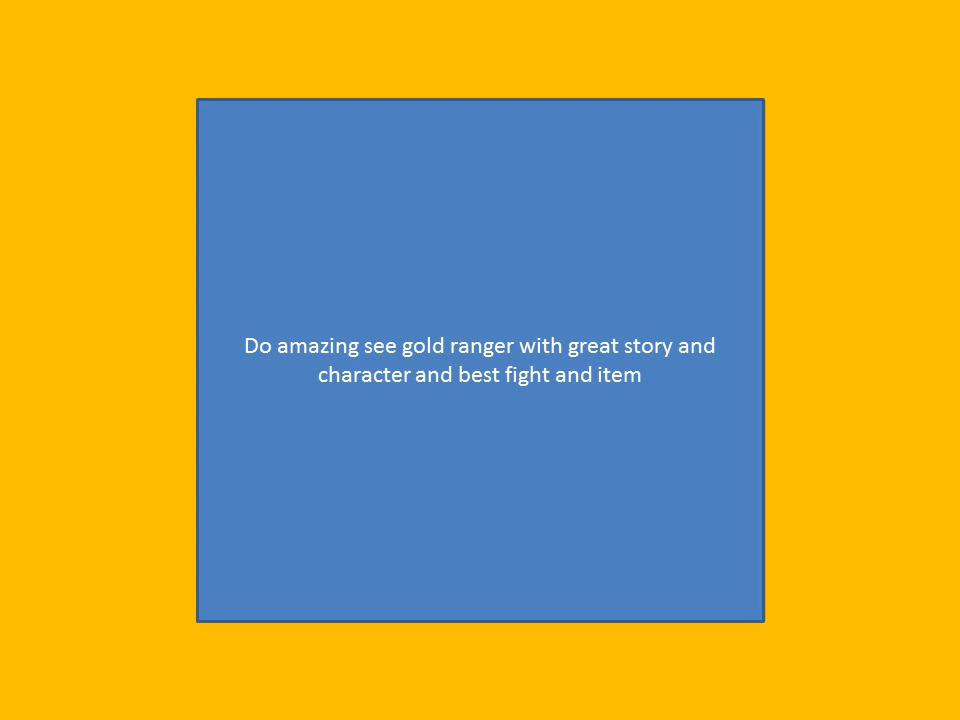 Do amazing see gold ranger with great story and
character and best fight and item